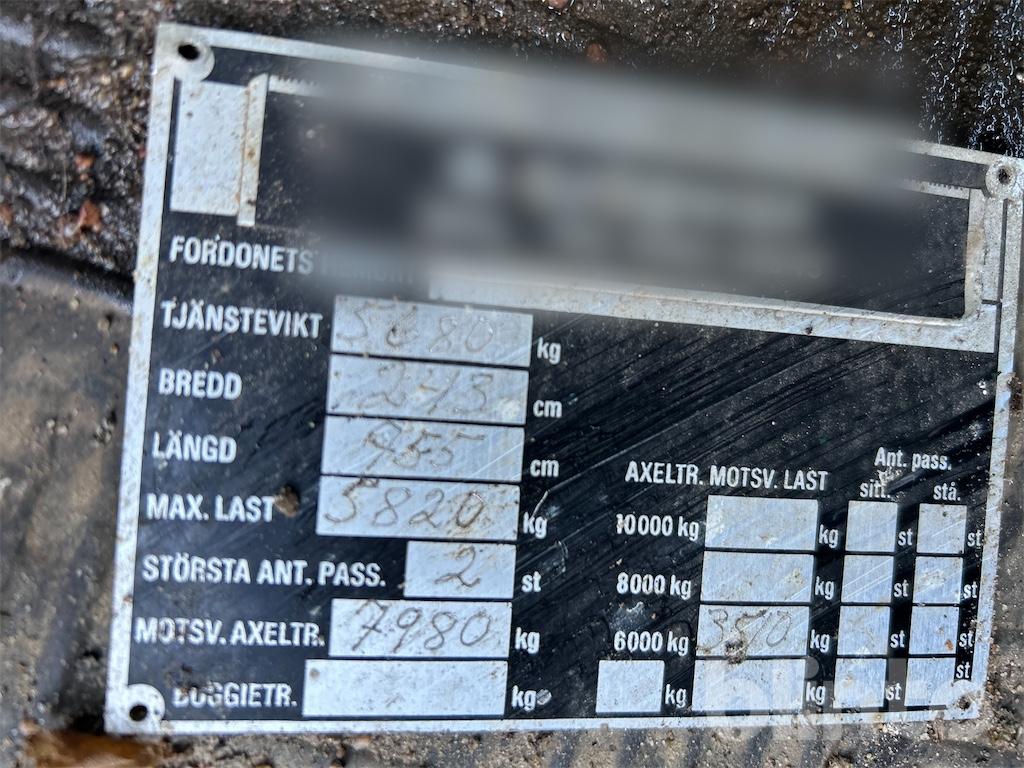 FORDONETS
TJÄNSTEVIKT 5680 kg
BREDD 243 cm
LÄNGD 755 cm
MAX. LAST 5820 kg
STÖRSTA ANT. PASS. 2 st
MOTSV. AXELTR. 7980 kg
BOGGIETR. kg
AXELTR. MOTSV. LAST Ant. pass.
sitt. stå.
10000 kg kg st st
8000 kg kg st st
6000 kg 3510 kg st st
kg kg st st